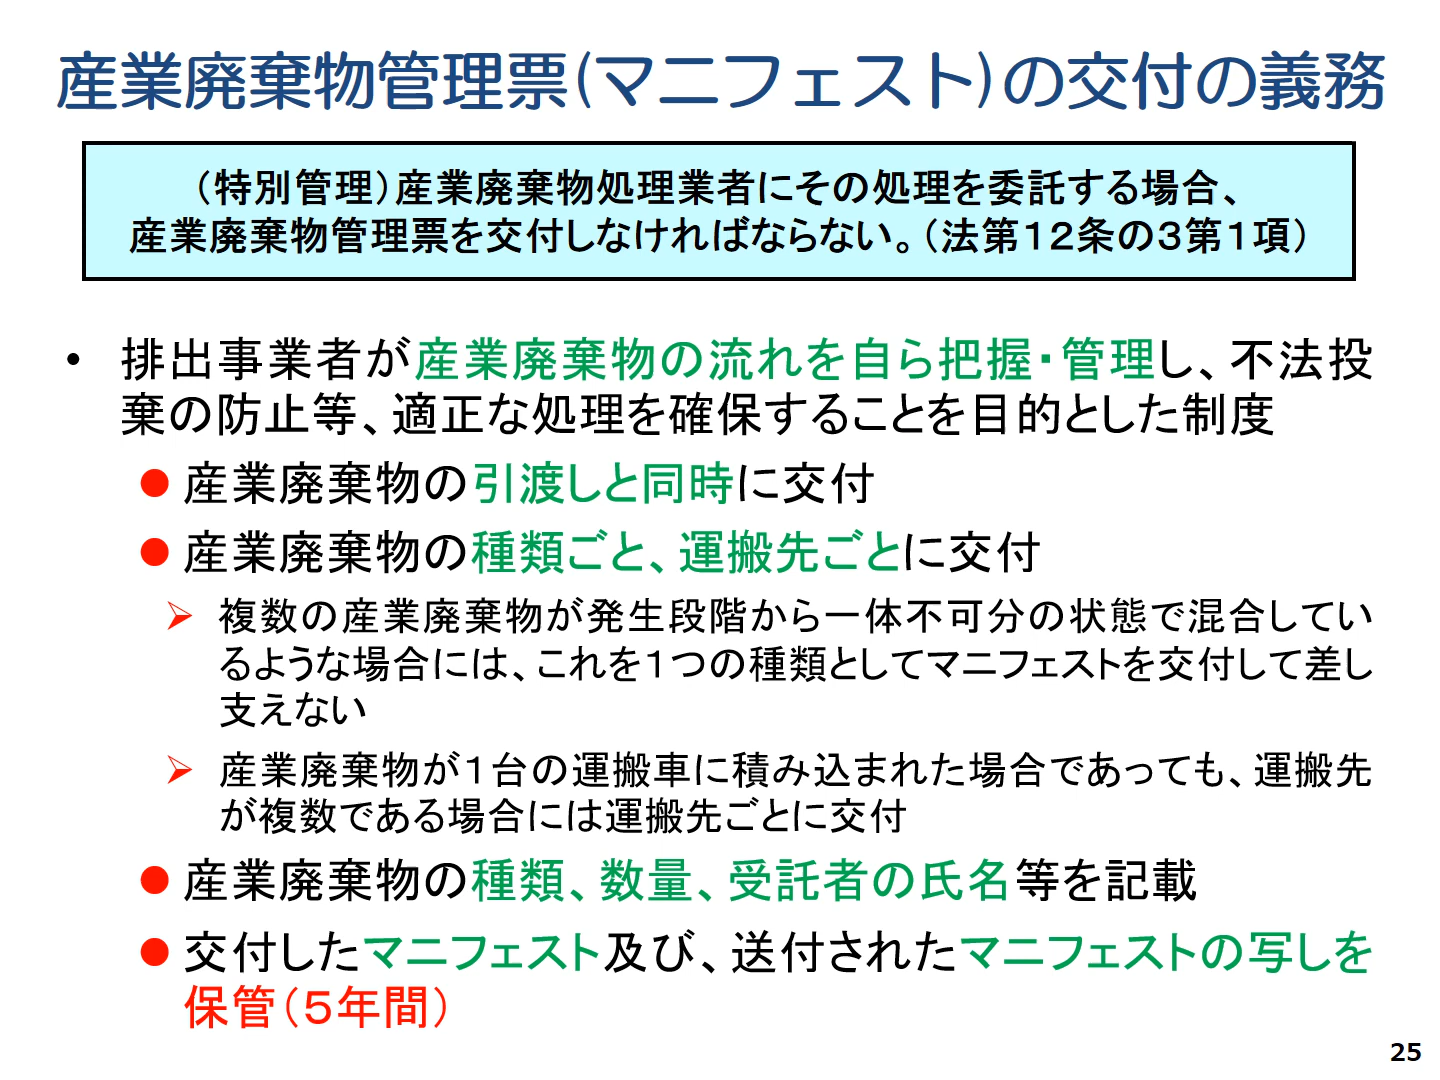 産業廃棄物管理票(マニフェスト)の交付の義務
（特別管理）産業廃棄物処理業者にその処理を委託する場合、
産業廃棄物管理票を交付しなければならない。（法第１２条の３第１項）
• 排出事業者が産業廃棄物の流れを自ら把握・管理し、不法投
棄の防止等、適正な処理を確保することを目的とした制度
● 産業廃棄物の引渡しと同時に交付
● 産業廃棄物の種類ごと、運搬先ごとに交付
➢ 複数の産業廃棄物が発生段階から一体不可分の状態で混合してい
るような場合には、これを１つの種類としてマニフェストを交付して差し
支えない
➢ 産業廃棄物が１台の運搬車に積み込まれた場合であっても、運搬先
が複数である場合には運搬先ごとに交付
● 産業廃棄物の種類、数量、受託者の氏名等を記載
● 交付したマニフェスト及び、送付されたマニフェストの写しを
保管（５年間）
25